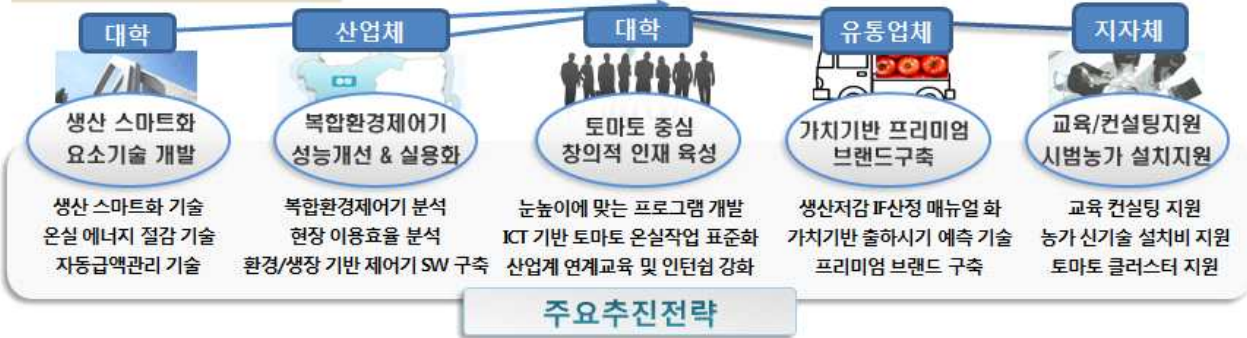 대학
생산 스마트화
요소기술 개발
생산 스마트화 기술
온실 에너지 절감 기술
자동급액관리 기술
산업체
복합환경제어기
성능개선 & 실용화
복합환경제어기 분석
현장 이용효율 분석
환경/생장 기반 제어기 SW 구축
대학
토마토 중심
창의적 인재 육성
눈높이에 맞는 프로그램 개발
ICT 기반 토마토 온실작업 표준화
산업계 연계교육 및 인턴쉽 강화
유통업체
가치기반 프리미엄
브랜드구축
생산저감 IF산정 매뉴얼 화
가치기반 출하시기 예측 기술
프리미엄 브랜드 구축
지자체
교육/컨설팅지원
시범농가 설치지원
교육 컨설팅 지원
농가 신기술 설치비 지원
토마토 클러스터 지원
주요추진전략